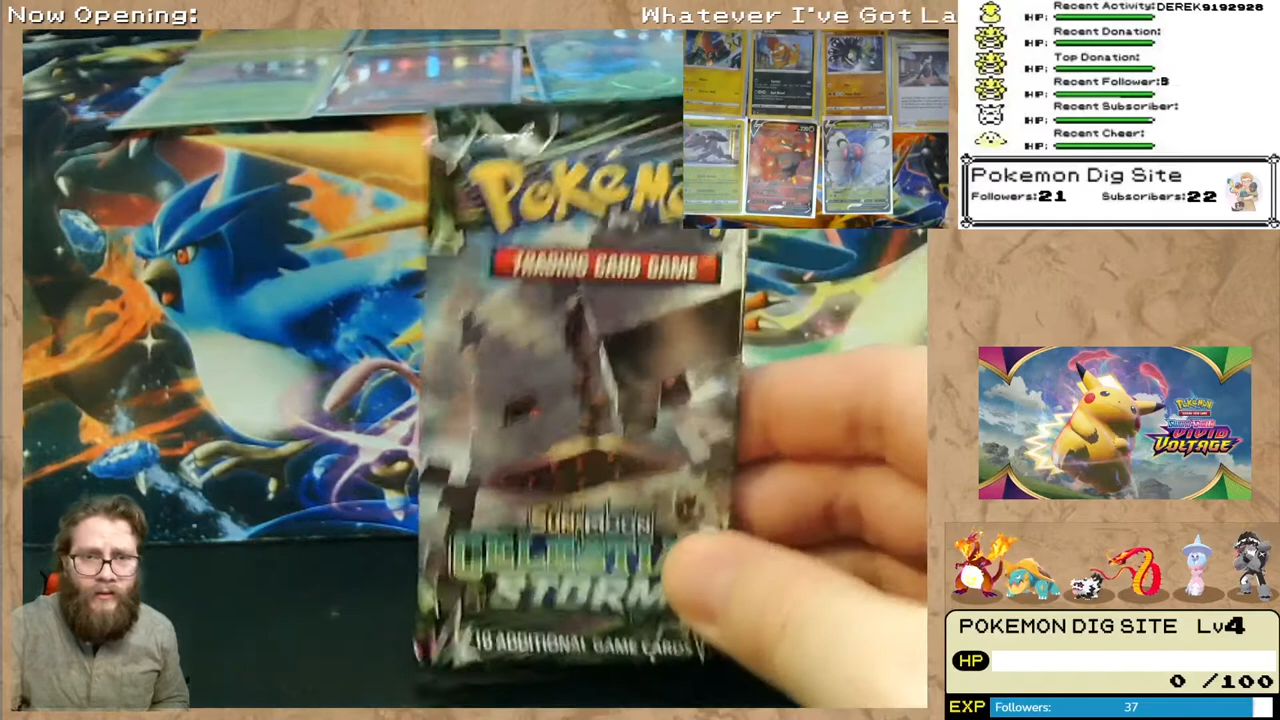 Now Opening:
Whatever I've Got La
Recent Activity: DEREK9192928
HP:
Recent Donation:
HP:
Top Donation:
HP:
Recent Follower:
HP:
Recent Subscriber:
HP:
Recent Cheer:
HP:
Pokemon Dig Site
Followers: 21 Subscribers: 22
POKÉM
TRADING CARD GAME
STORM
10 ADDITIONAL GAME CARDS
POKÉMON
VIVID
VOLTAGE
POKEMON DIG SITE Lv4
HP
0 /100
EXP Followers: 37